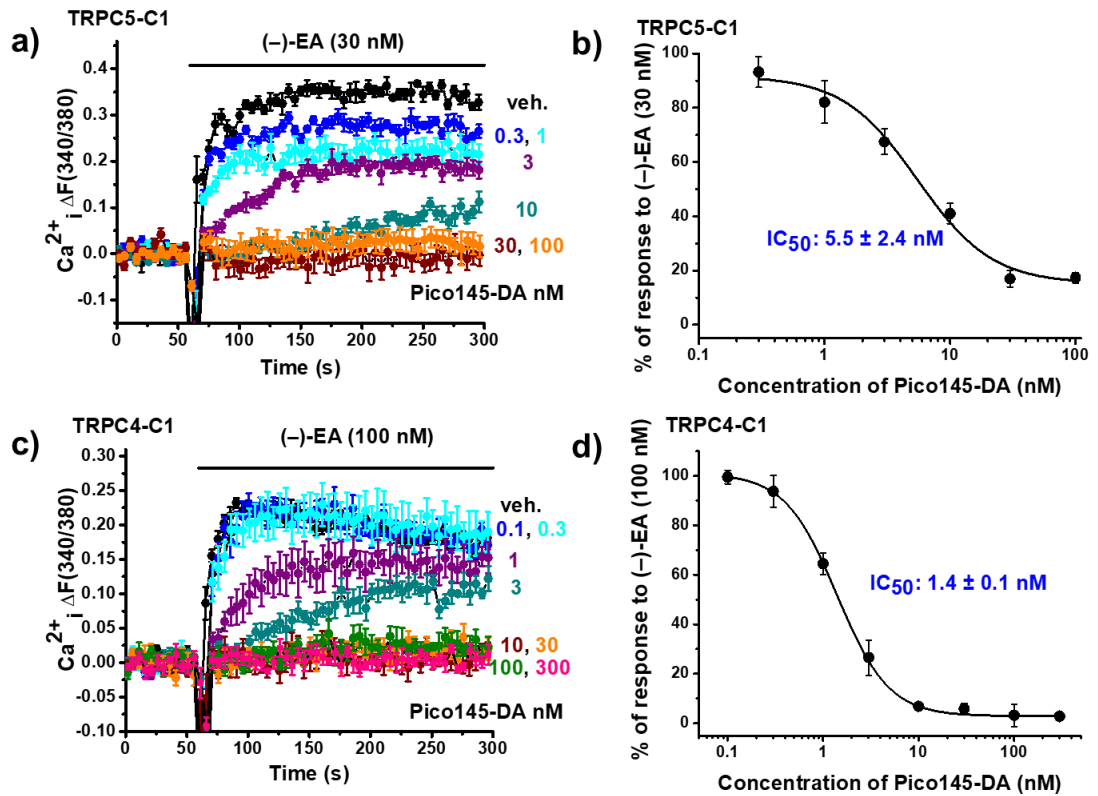 TRPC5-C1
a)
(–)-EA (30 nM)
Ca2+i ΔF(340/380)
0.4
0.3
0.2
0.1
0.0
-0.1
veh.
0.3, 1
3
10
30, 100
Pico145-DA nM
0 50 100 150 200 250 300
Time (s)
b)
TRPC5-C1
% of response to (–)-EA (30 nM)
100
80
60
40
20
0
IC50: 5.5 ± 2.4 nM
0.1 1 10 100
Concentration of Pico145-DA (nM)
TRPC4-C1
c)
(–)-EA (100 nM)
Ca2+i ΔF(340/380)
0.30
0.25
0.20
0.15
0.10
0.05
0.00
-0.05
-0.10
veh.
0.1, 0.3
1
3
10, 30
100, 300
Pico145-DA nM
0 50 100 150 200 250 300
Time (s)
d)
TRPC4-C1
% of response to (–)-EA (100 nM)
100
80
60
40
20
0
IC50: 1.4 ± 0.1 nM
0.1 1 10 100
Concentration of Pico145-DA (nM)